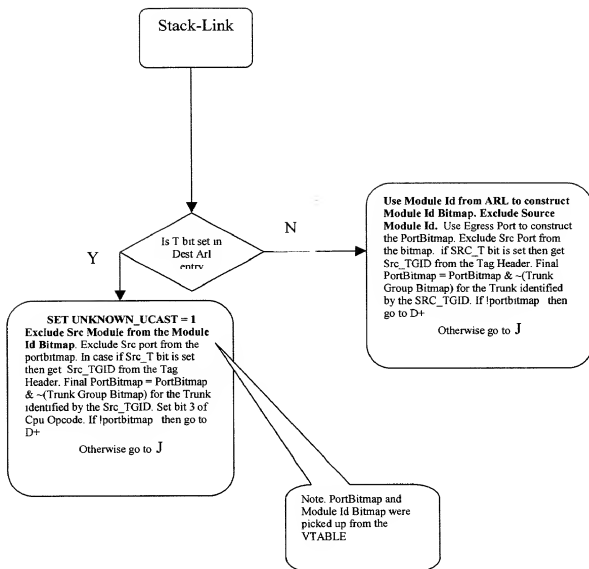 Stack-Link
Is T bit set in
Dest Arl
entry
Y
N
Use Module Id from ARL to construct
Module Id Bitmap. Exclude Source
Module Id. Use Egress Port to construct
the PortBitmap. Exclude Src Port from
the bitmap. if SRC_T bit is set then get
Src_TGID from the Tag Header. Final
PortBitmap = PortBitmap & ~(Trunk
Group Bitmap) for the Trunk identified
by the SRC_TGID. If !portbitmap then
go to D+
Otherwise go to J
SET UNKNOWN_UCAST = 1
Exclude Src Module from the Module
Id Bitmap. Exclude Src port from the
portbitmap. In case if Src_T bit is set
then get Src_TGID from the Tag
Header. Final PortBitmap = PortBitmap
& ~(Trunk Group Bitmap) for the Trunk
identified by the Src_TGID. Set bit 3 of
Cpu Opcode. If !portbitmap then go to
D+
Otherwise go to J
Note. PortBitmap and
Module Id Bitmap were
picked up from the
VTABLE